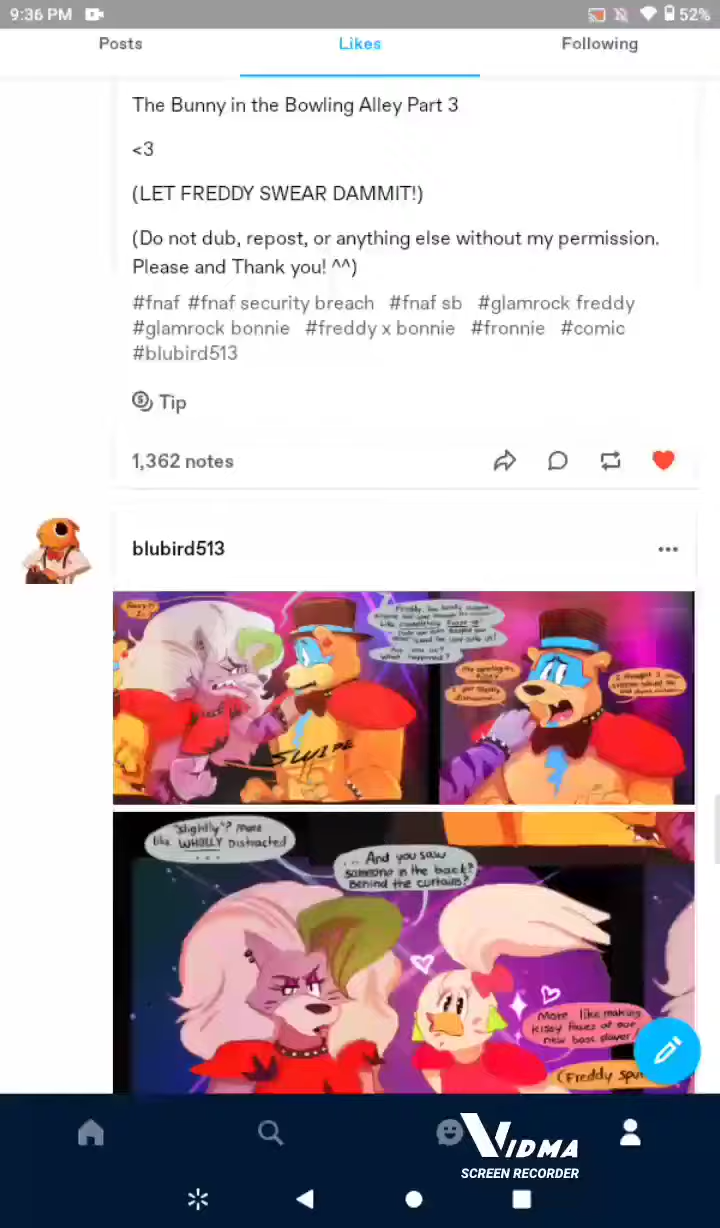 9:36 PM
52%
Posts
Likes
Following
The Bunny in the Bowling Alley Part 3
<3
(LET FREDDY SWEAR DAMMIT!)
(Do not dub, repost, or anything else without my permission.
Please and Thank you! ^^)
#fnaf #fnaf security breach #fnaf sb #glamrock freddy
#glamrock bonnie #freddy x bonnie #fronnie #comic
#blubird513
Tip
1,362 notes
blubird513
SWIPE
"slightly"? More
like WHOLLY Distracted
...
... And you saw
someone in the back?
Behind the curtains?
More like making
kissy faces at our
new bass player!
(Freddy
VIDMA
SCREEN RECORDER